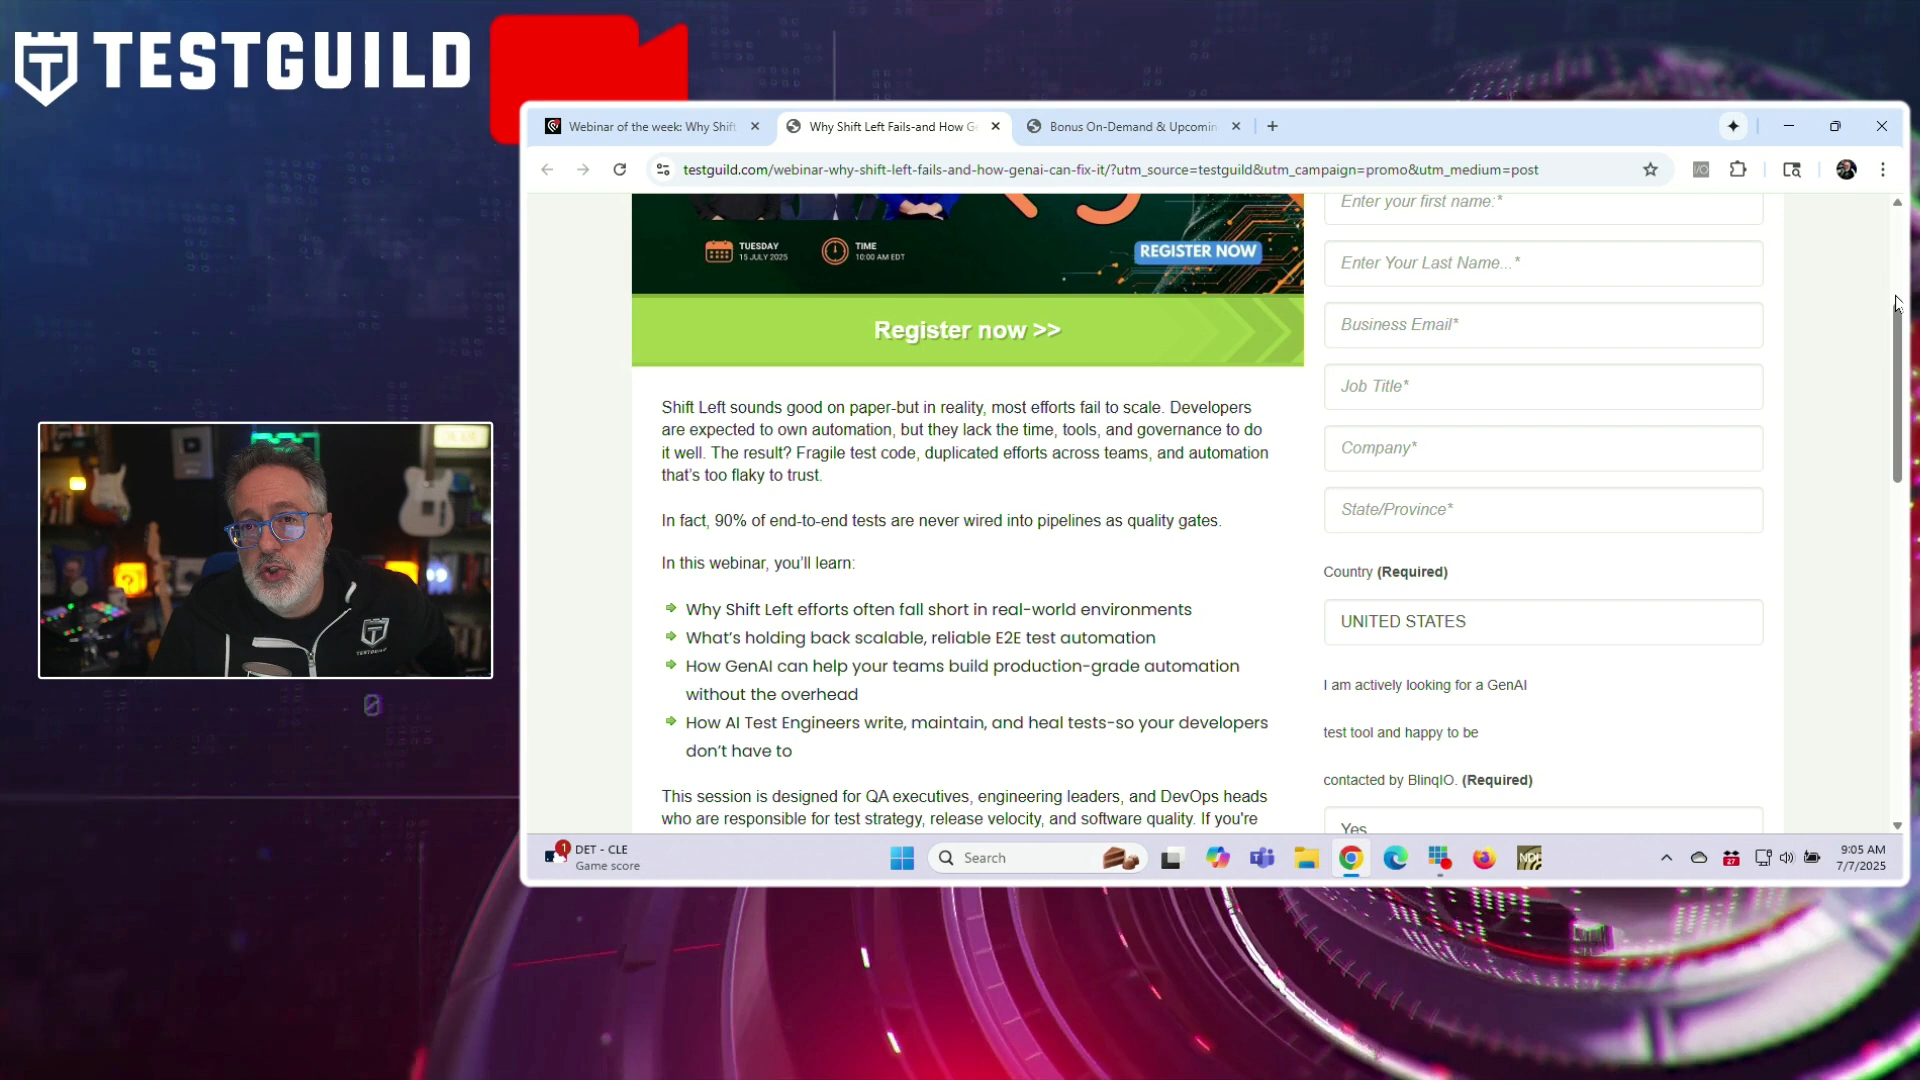 TESTGUILD
Webinar of the week: Why Shift
Why Shift Left Fails-and How Ge
Bonus On-Demand & Upcomin
testguild.com/webinar-why-shift-left-fails-and-how-genai-can-fix-it/?utm_source=testguild&utm_campaign=promo&utm_medium=post
TUESDAY
15 JULY 2025
TIME
10:00 AM EDT
REGISTER NOW
Register now >>
Shift Left sounds good on paper-but in reality, most efforts fail to scale. Developers
are expected to own automation, but they lack the time, tools, and governance to do
it well. The result? Fragile test code, duplicated efforts across teams, and automation
that's too flaky to trust.
In fact, 90% of end-to-end tests are never wired into pipelines as quality gates.
In this webinar, you'll learn:
Why Shift Left efforts often fall short in real-world environments
What's holding back scalable, reliable E2E test automation
How GenAI can help your teams build production-grade automation
without the overhead
How AI Test Engineers write, maintain, and heal tests-so your developers
don't have to
This session is designed for QA executives, engineering leaders, and DevOps heads
who are responsible for test strategy, release velocity, and software quality. If you're
Enter your first name:*
Enter Your Last Name...*
Business Email*
Job Title*
Company*
State/Province*
Country (Required)
UNITED STATES
I am actively looking for a GenAI
test tool and happy to be
contacted by BlinqIO. (Required)
Yes
TESTGUILD
1
DET - CLE
Game score
Search
27
9:05 AM
7/7/2025